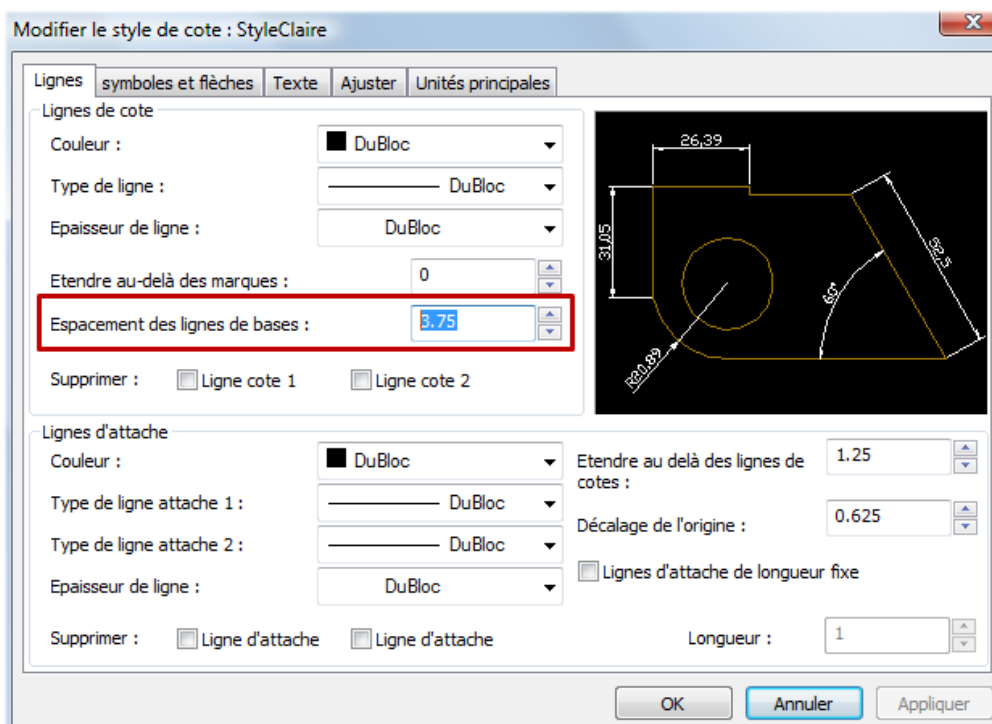 Modifier le style de cote : StyleClaire
Lignes
symboles et flèches
Texte
Ajuster
Unités principales
Lignes de cote
Couleur :
DuBloc
Type de ligne :
DuBloc
Epaisseur de ligne :
DuBloc
Etendre au-delà des marques :
0
Espacement des lignes de bases :
3.75
Supprimer :
Ligne cote 1
Ligne cote 2
26,39
31,05
52,5
60°
R20,89
Lignes d'attache
Couleur :
DuBloc
Type de ligne attache 1 :
DuBloc
Type de ligne attache 2 :
DuBloc
Epaisseur de ligne :
DuBloc
Supprimer :
Ligne d'attache
Ligne d'attache
Etendre au delà des lignes de
cotes :
1.25
Décalage de l'origine :
0.625
Lignes d'attache de longueur fixe
Longueur :
1
OK
Annuler
Appliquer